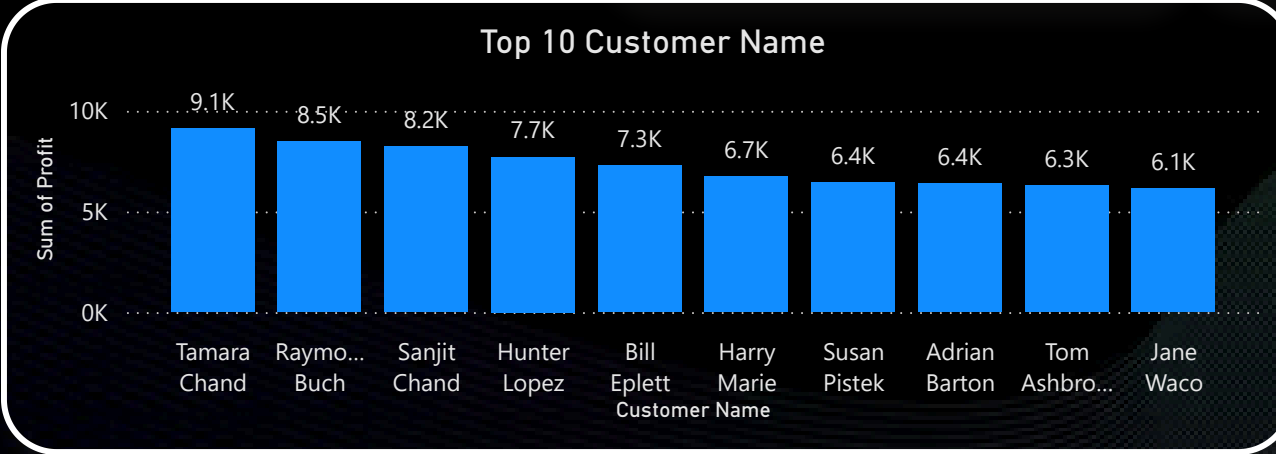 Top 10 Customer Name
Sum of Profit
10K
5K
0K
9.1K
8.5K
8.2K
7.7K
7.3K
6.7K
6.4K
6.4K
6.3K
6.1K
Tamara
Chand
Raymo...
Buch
Sanjit
Chand
Hunter
Lopez
Bill
Eplett
Harry
Marie
Susan
Pistek
Adrian
Barton
Tom
Ashbro...
Jane
Waco
Customer Name